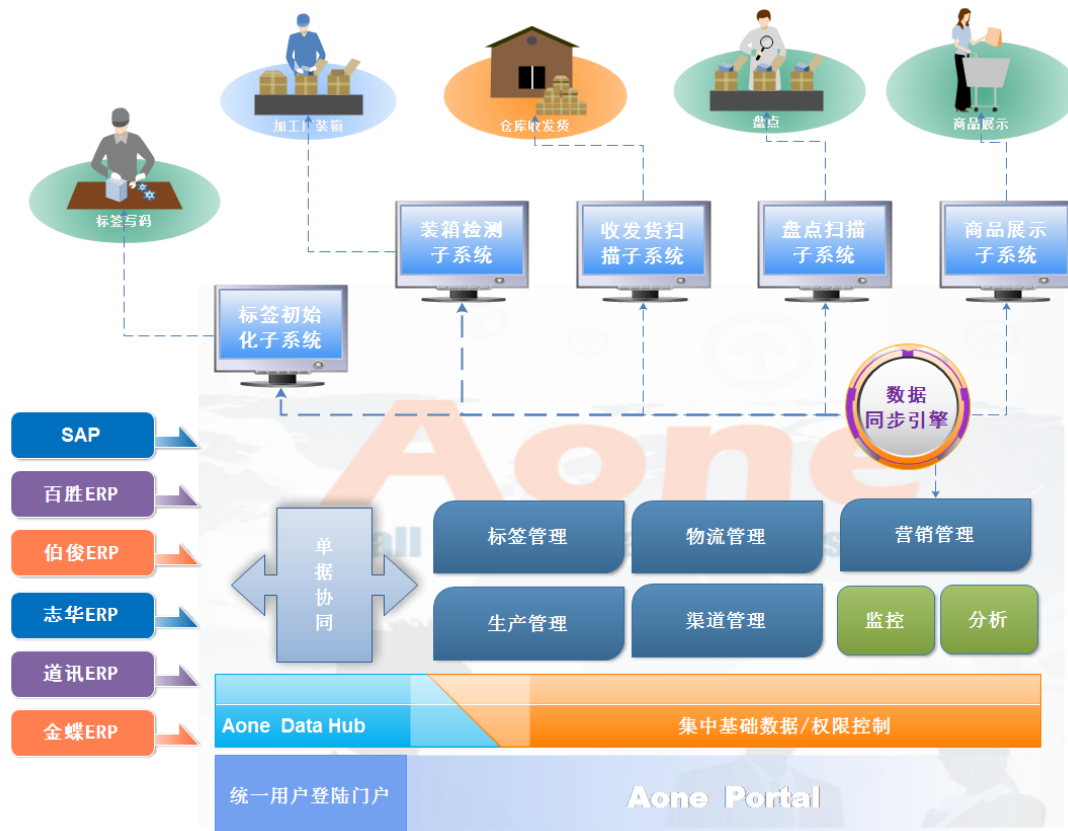 加工厂装箱
仓库收发货
盘点
商品展示
标签写码
装箱检测
子系统
收发货扫
描子系统
盘点扫描
子系统
商品展示
子系统
标签初始
化子系统
数据
同步引擎
SAP
百胜ERP
伯俊ERP
志华ERP
道讯ERP
金蝶ERP
Aone
all
单
据
协
同
标签管理
物流管理
营销管理
生产管理
渠道管理
监控
分析
Aone Data Hub
集中基础数据/权限控制
统一用户登陆门户
Aone Portal